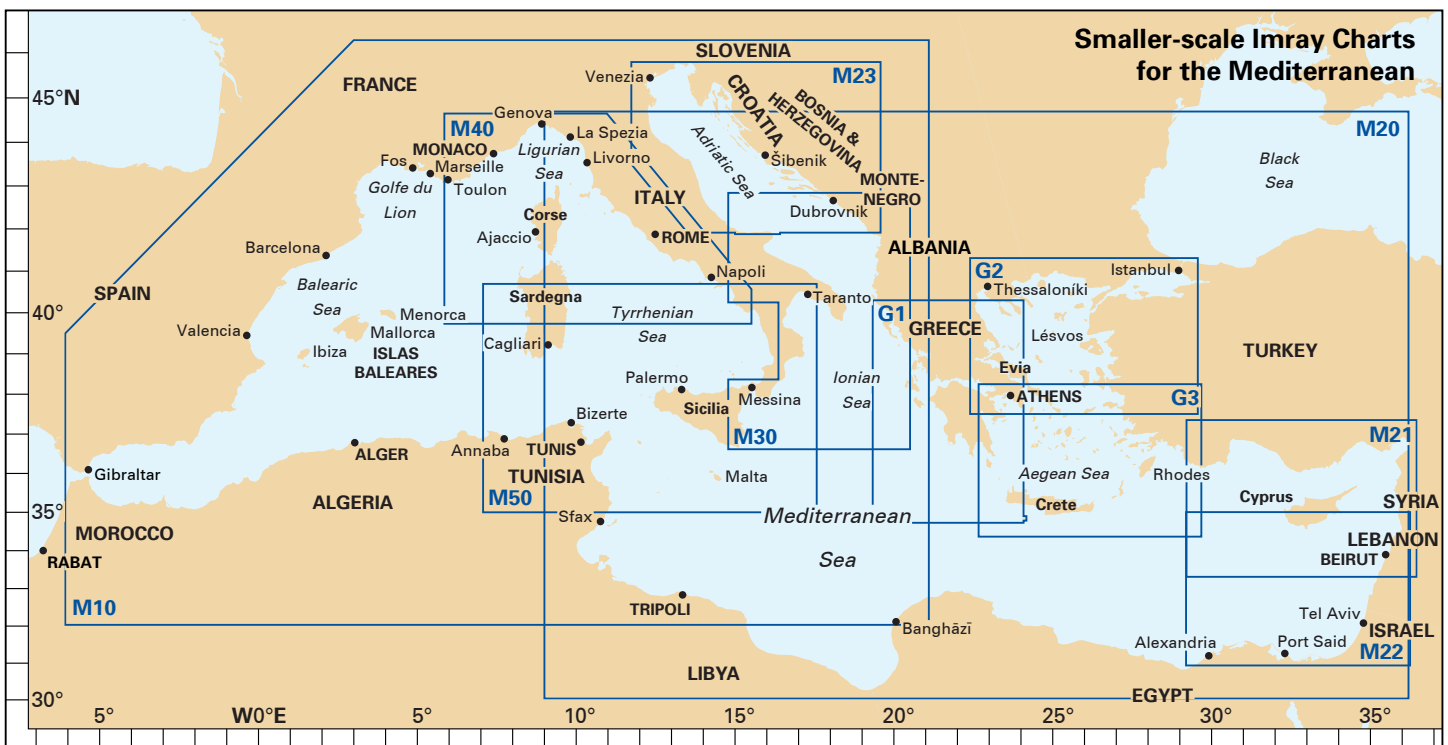 Smaller-scale Imray Charts
for the Mediterranean
SLOVENIA
Venezia
M23
FRANCE
45°N
CROATIA
BOSNIA &
HERZEGOVINA
Genova
M40
La Spezia
M20
MONACO
Ligurian
Sea
Livorno
Adriatic Sea
Šibenik
Black
Sea
Fos
Marseille
Toulon
Golfe du
Lion
ITALY
MONTE-
NEGRO
Corse
Dubrovnik
Ajaccio
ROME
Barcelona
ALBANIA
Balearic
Sea
Napoli
G2
Istanbul
SPAIN
Sardegna
Taranto
Thessaloníki
40°
Menorca
Tyrrhenian
Sea
G1
GREECE
Valencia
Mallorca
Lésvos
Cagliari
Ibiza
ISLAS
BALEARES
TURKEY
Palermo
Ionian
Sea
Evia
Sicilia
Messina
ATHENS
G3
Bizerte
M30
M21
ALGER
Annaba
TUNIS
Gibraltar
TUNISIA
Malta
Aegean Sea
Rhodes
ALGERIA
M50
Crete
Cyprus
SYRIA
35°
Sfax
Mediterranean
Sea
MOROCCO
LEBANON
RABAT
BEIRUT
M10
TRIPOLI
Banghāzī
Tel Aviv
ISRAEL
Alexandria
Port Said
M22
LIBYA
30°
EGYPT
5°
W0°E
5°
10°
15°
20°
25°
30°
35°